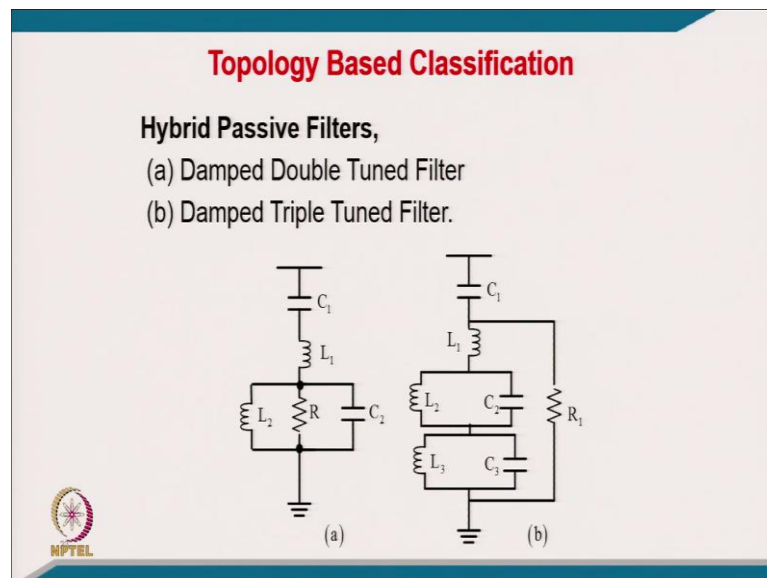 Topology Based Classification
Hybrid Passive Filters,
(a) Damped Double Tuned Filter
(b) Damped Triple Tuned Filter.
C₁
L₁
L₂
R
C₂
(a)
C₁
L₁
L₂
C₂
R₁
L₃
C₃
(b)
NPTEL